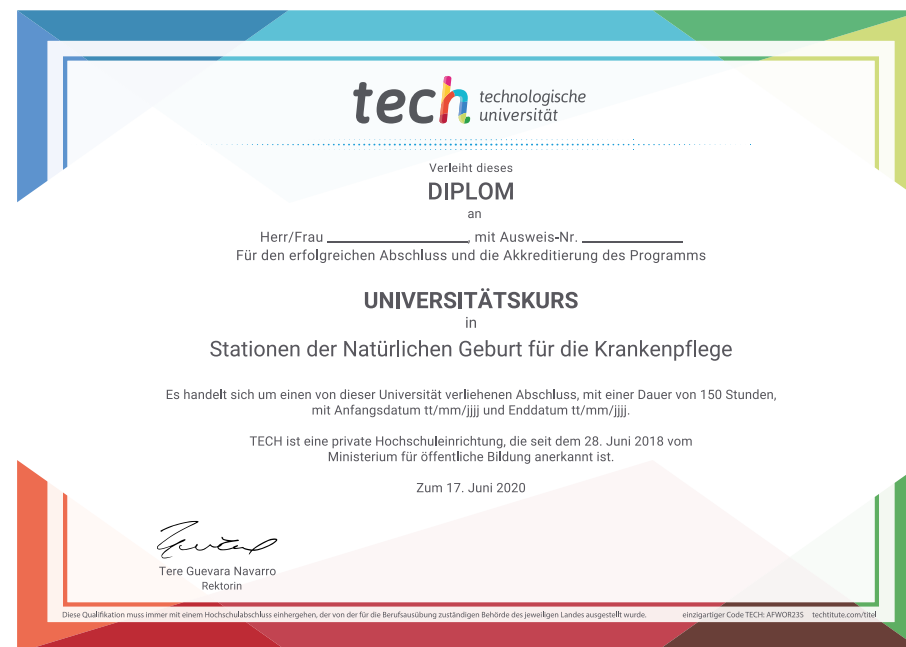 tech technologische
universität
Verleiht dieses
DIPLOM
an
Herr/Frau ____________________, mit Ausweis-Nr. ______________
Für den erfolgreichen Abschluss und die Akkreditierung des Programms
UNIVERSITÄTSKURS
in
Stationen der Natürlichen Geburt für die Krankenpflege
Es handelt sich um einen von dieser Universität verliehenen Abschluss, mit einer Dauer von 150 Stunden,
mit Anfangsdatum tt/mm/jjjj und Enddatum tt/mm/jjjj.
TECH ist eine private Hochschuleinrichtung, die seit dem 28. Juni 2018 vom
Ministerium für öffentliche Bildung anerkannt ist.
Zum 17. Juni 2020
Tere Guevara Navarro
Rektorin
Diese Qualifikation muss immer mit einem Hochschulabschluss einhergehen, der von der für die Berufsausübung zuständigen Behörde des jeweiligen Landes ausgestellt wurde. einzigartiger Code TECH: AFWOR23S techtitute.com/titel